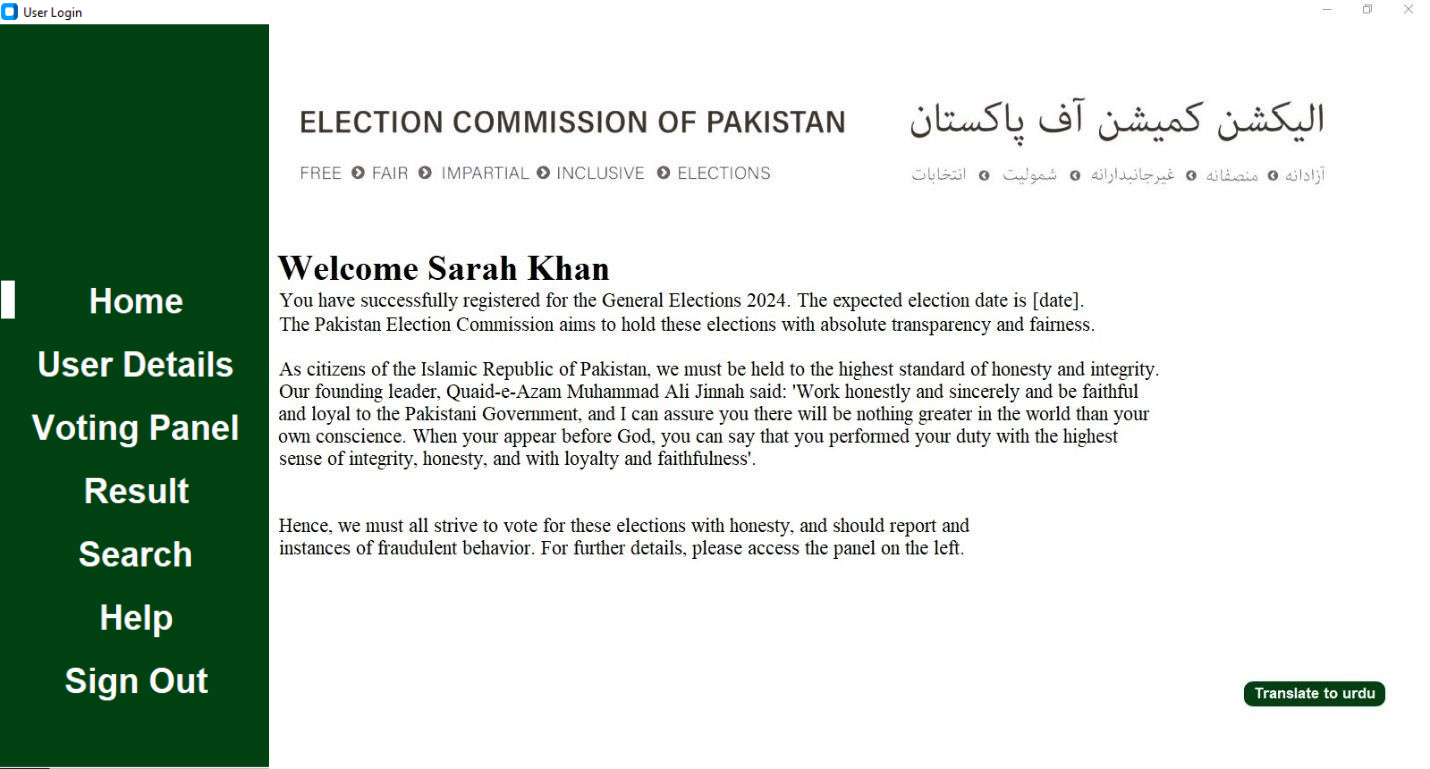 User Login
ELECTION COMMISSION OF PAKISTAN
الیکشن کمیشن آف پاکستان
FREE FAIR IMPARTIAL INCLUSIVE ELECTIONS
آزادانہ منصفانہ غیرجانبدارانہ شمولیت انتخابات
Home
User Details
Voting Panel
Result
Search
Help
Sign Out
Welcome Sarah Khan
You have successfully registered for the General Elections 2024. The expected election date is [date].
The Pakistan Election Commission aims to hold these elections with absolute transparency and fairness.
As citizens of the Islamic Republic of Pakistan, we must be held to the highest standard of honesty and integrity.
Our founding leader, Quaid-e-Azam Muhammad Ali Jinnah said: 'Work honestly and sincerely and be faithful
and loyal to the Pakistani Government, and I can assure you there will be nothing greater in the world than your
own conscience. When your appear before God, you can say that you performed your duty with the highest
sense of integrity, honesty, and with loyalty and faithfulness'.
Hence, we must all strive to vote for these elections with honesty, and should report and
instances of fraudulent behavior. For further details, please access the panel on the left.
Translate to urdu